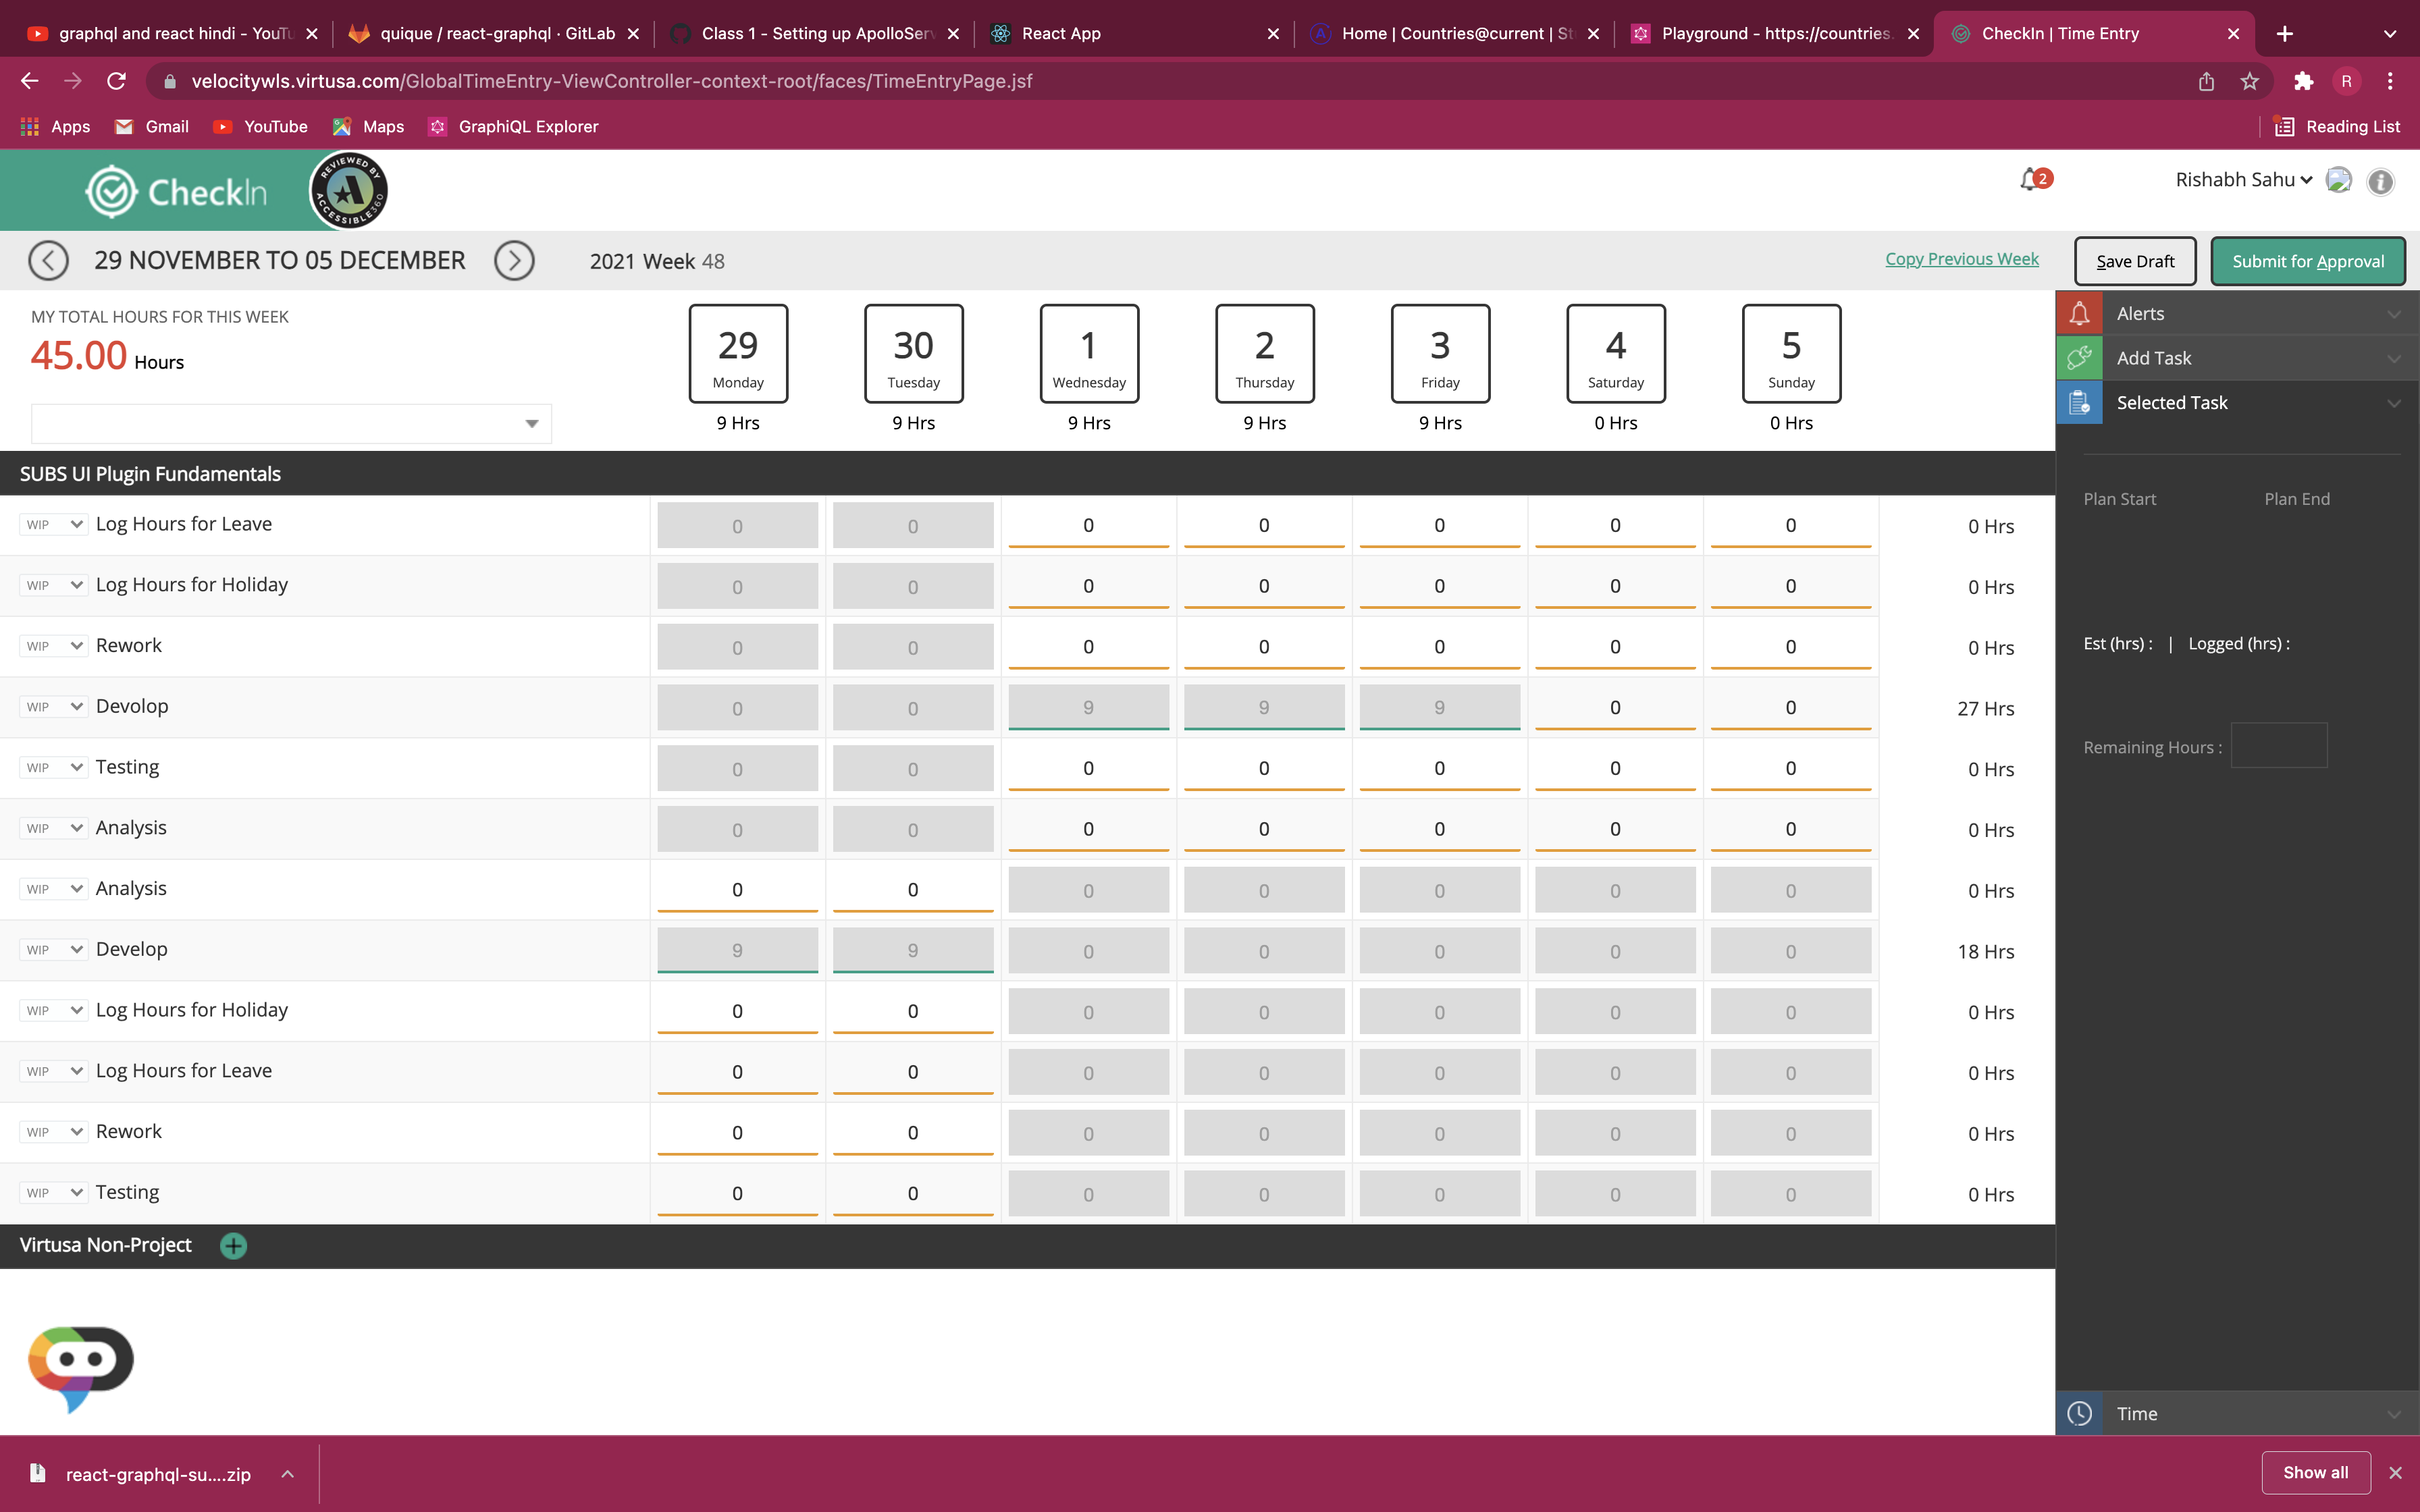 graphql and react hindi - YouTu
quique / react-graphql · GitLab
Class 1 - Setting up ApolloServ
React App
Home | Countries@current | St
Playground - https://countries.
CheckIn | Time Entry
velocitywls.virtusa.com/GlobalTimeEntry-ViewController-context-root/faces/TimeEntryPage.jsf
R
Apps Gmail YouTube Maps GraphiQL Explorer Reading List
CheckIn
REVIEWED BY
A
ACCESSIBLE360
2
Rishabh Sahu
29 NOVEMBER TO 05 DECEMBER
2021 Week 48
Copy Previous Week
Save Draft
Submit for Approval
MY TOTAL HOURS FOR THIS WEEK
45.00 Hours
29 30 1 2 3 4 5
Monday Tuesday Wednesday Thursday Friday Saturday Sunday
9 Hrs 9 Hrs 9 Hrs 9 Hrs 9 Hrs 0 Hrs 0 Hrs
SUBS UI Plugin Fundamentals
WIP Log Hours for Leave 0 0 0 0 0 0 0 0 Hrs
WIP Log Hours for Holiday 0 0 0 0 0 0 0 0 Hrs
WIP Rework 0 0 0 0 0 0 0 0 Hrs
WIP Devolop 0 0 9 9 9 0 0 27 Hrs
WIP Testing 0 0 0 0 0 0 0 0 Hrs
WIP Analysis 0 0 0 0 0 0 0 0 Hrs
WIP Analysis 0 0 0 0 0 0 0 0 Hrs
WIP Develop 9 9 0 0 0 0 0 18 Hrs
WIP Log Hours for Holiday 0 0 0 0 0 0 0 0 Hrs
WIP Log Hours for Leave 0 0 0 0 0 0 0 0 Hrs
WIP Rework 0 0 0 0 0 0 0 0 Hrs
WIP Testing 0 0 0 0 0 0 0 0 Hrs
Virtusa Non-Project
Alerts
Add Task
Selected Task
Plan Start Plan End
Est (hrs) : | Logged (hrs) :
Remaining Hours :
Time
react-graphql-su....zip
Show all